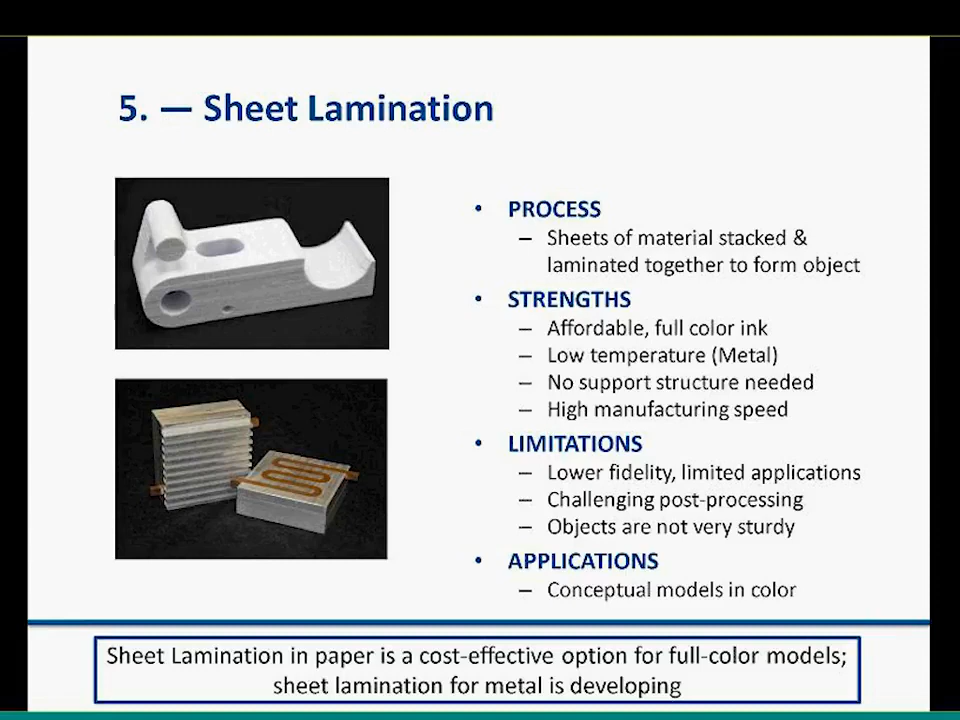 5. — Sheet Lamination
• PROCESS
– Sheets of material stacked &
laminated together to form object
• STRENGTHS
– Affordable, full color ink
– Low temperature (Metal)
– No support structure needed
– High manufacturing speed
• LIMITATIONS
– Lower fidelity, limited applications
– Challenging post-processing
– Objects are not very sturdy
• APPLICATIONS
– Conceptual models in color
Sheet Lamination in paper is a cost-effective option for full-color models;
sheet lamination for metal is developing